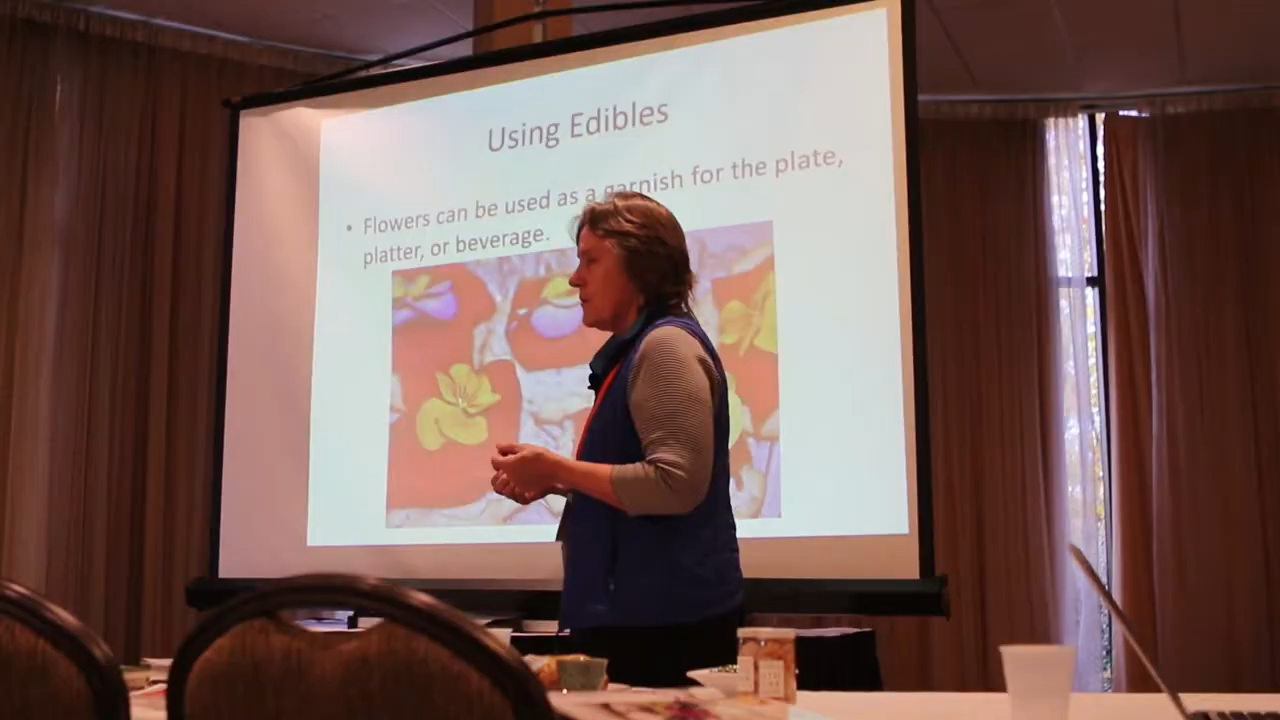 Using Edibles
• Flowers can be used as a garnish for the plate,
platter, or beverage.